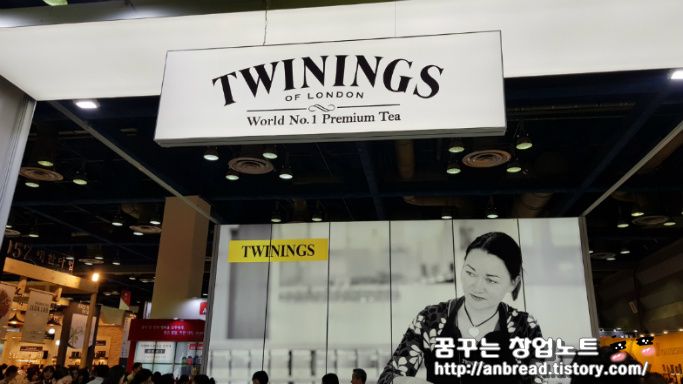 TWININGS
OF LONDON
World No.1 Premium Tea
TWININGS
꿈꾸는 창업노트
http://anbread.tistory.com/